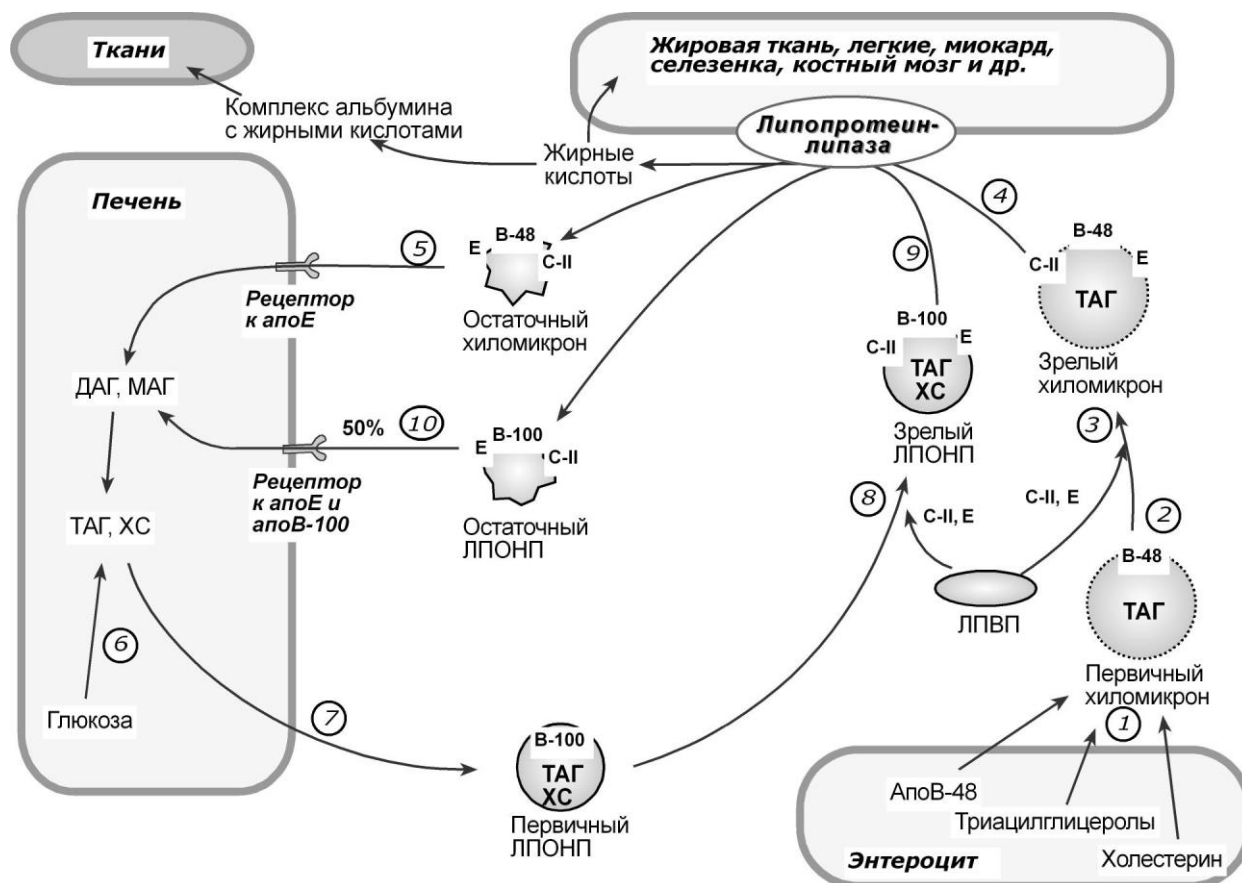 Ткани
Жировая ткань, легкие, миокард,
селезенка, костный мозг и др.
Комплекс альбумина
с жирными кислотами
Липопротеин-
липаза
Жирные
кислоты
Печень
4
B-48
C-II
E
ТАГ
Зрелый
хиломикрон
5
E
B-48
C-II
Остаточный
хиломикрон
Рецептор
к апоЕ
9
B-100
C-II
E
ТАГ
ХС
Зрелый
ЛПОНП
ДАГ, МАГ
50%
10
E
B-100
C-II
Остаточный
ЛПОНП
Рецептор
к апоЕ и
апоВ-100
3
8
C-II, E
C-II, E
2
ТАГ, ХС
ЛПВП
B-48
ТАГ
Первичный
хиломикрон
6
Глюкоза
7
B-100
ТАГ
ХС
Первичный
ЛПОНП
1
АпоВ-48
Триацилглицеролы
Холестерин
Энтероцит